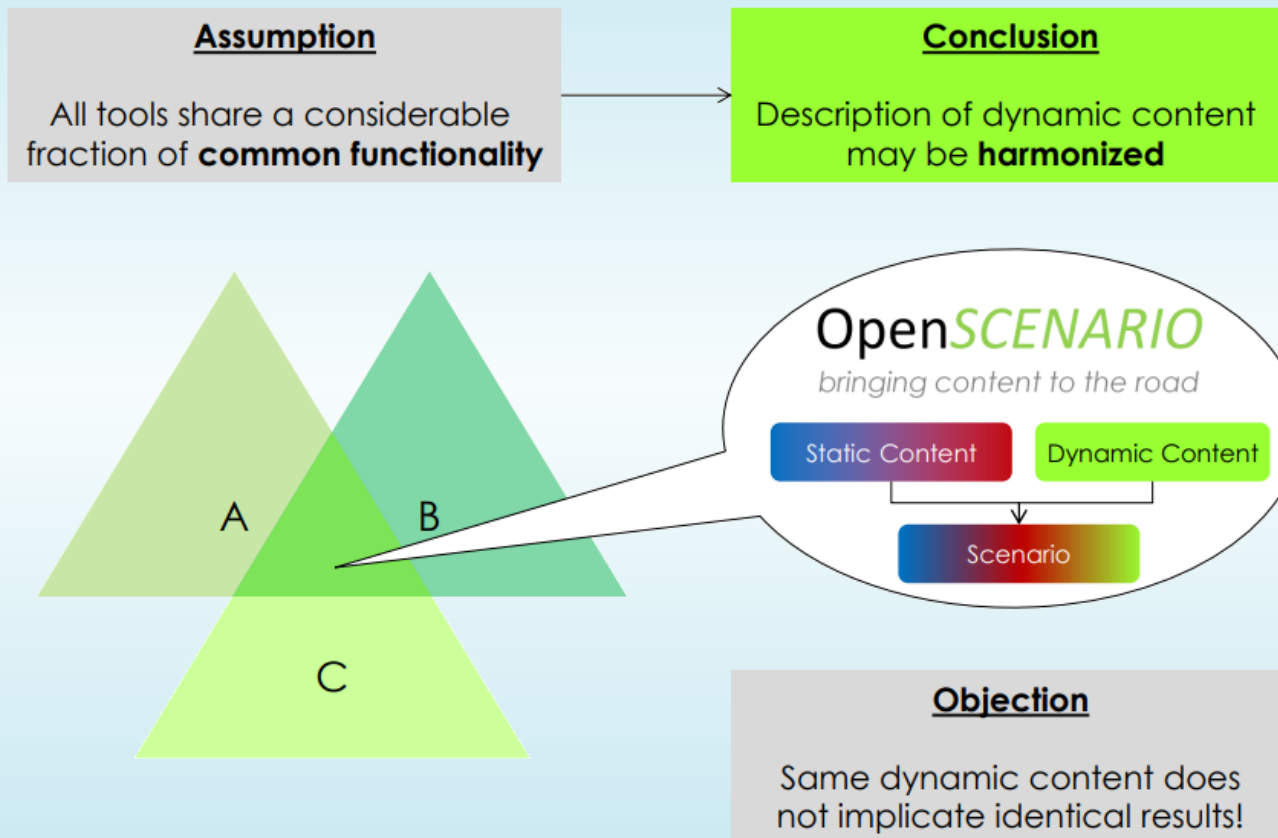 Assumption
All tools share a considerable
fraction of common functionality
Conclusion
Description of dynamic content
may be harmonized
A
B
C
OpenSCENARIO
bringing content to the road
Static Content
Dynamic Content
Scenario
Objection
Same dynamic content does
not implicate identical results!